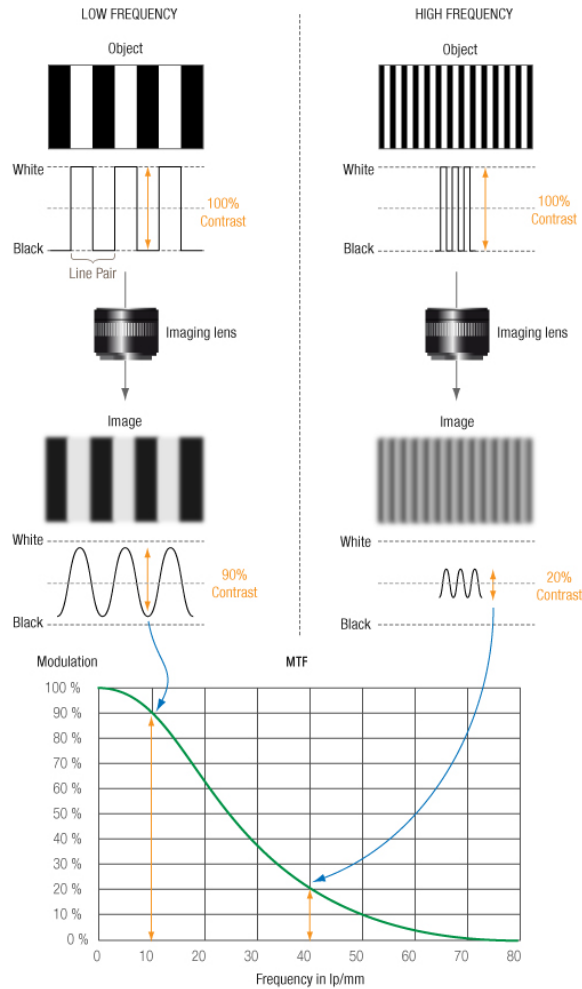 LOW FREQUENCY
Object
White
100%
Contrast
Black
Line Pair
Imaging lens
Image
White
90%
Contrast
Black
HIGH FREQUENCY
Object
White
100%
Contrast
Black
Imaging lens
Image
White
20%
Contrast
Black
Modulation
MTF
100 %
90 %
80 %
70 %
60 %
50 %
40 %
30 %
20 %
10 %
0 %
0 10 20 30 40 50 60 70 80
Frequency in lp/mm